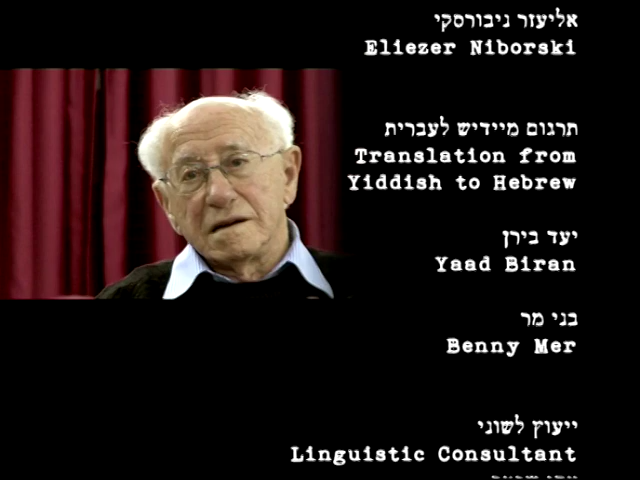 אליעזר ניבורסקי
Eliezer Niborski
תרגום מיידיש לעברית
Translation from
Yiddish to Hebrew
יעד בירן
Yaad Biran
בני מר
Benny Mer
ייעוץ לשוני
Linguistic Consultant